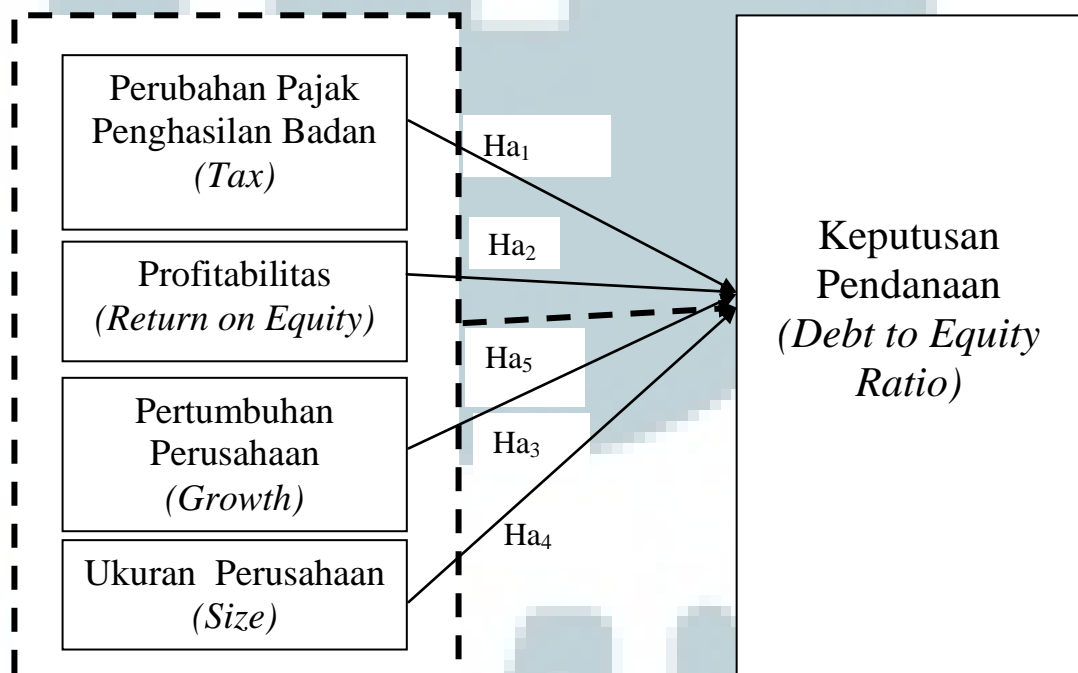 Perubahan Pajak
Penghasilan Badan
(Tax)
Profitabilitas
(Return on Equity)
Pertumbuhan
Perusahaan
(Growth)
Ukuran Perusahaan
(Size)
Ha₁
Ha₂
Ha₅
Ha₃
Ha₄
Keputusan
Pendanaan
(Debt to Equity
Ratio)